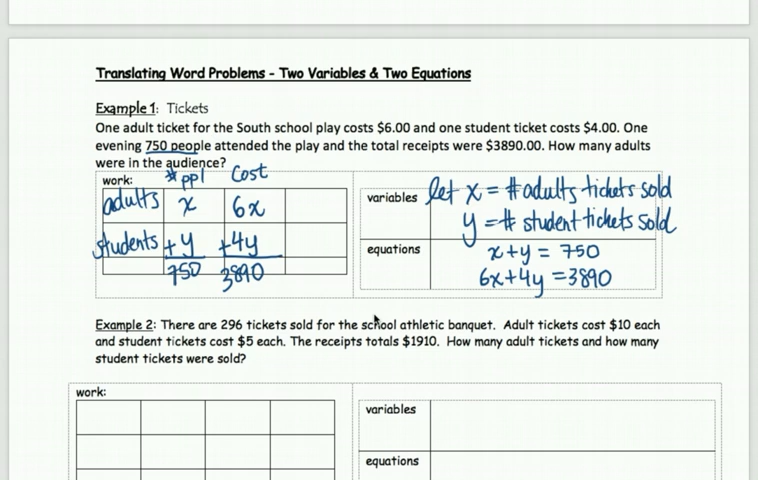 Translating Word Problems - Two Variables & Two Equations
Example 1: Tickets
One adult ticket for the South school play costs $6.00 and one student ticket costs $4.00. One
evening 750 people attended the play and the total receipts were $3890.00. How many adults
were in the audience?
work:
# ppl cost
adults x 6x
students + y + 4y
750 3890
variables
let x = # adults tickets sold
y = # student tickets sold
equations
x + y = 750
6x + 4y = 3890
Example 2: There are 296 tickets sold for the school athletic banquet. Adult tickets cost $10 each
and student tickets cost $5 each. The receipts totals $1910. How many adult tickets and how many
student tickets were sold?
work:
variables
equations